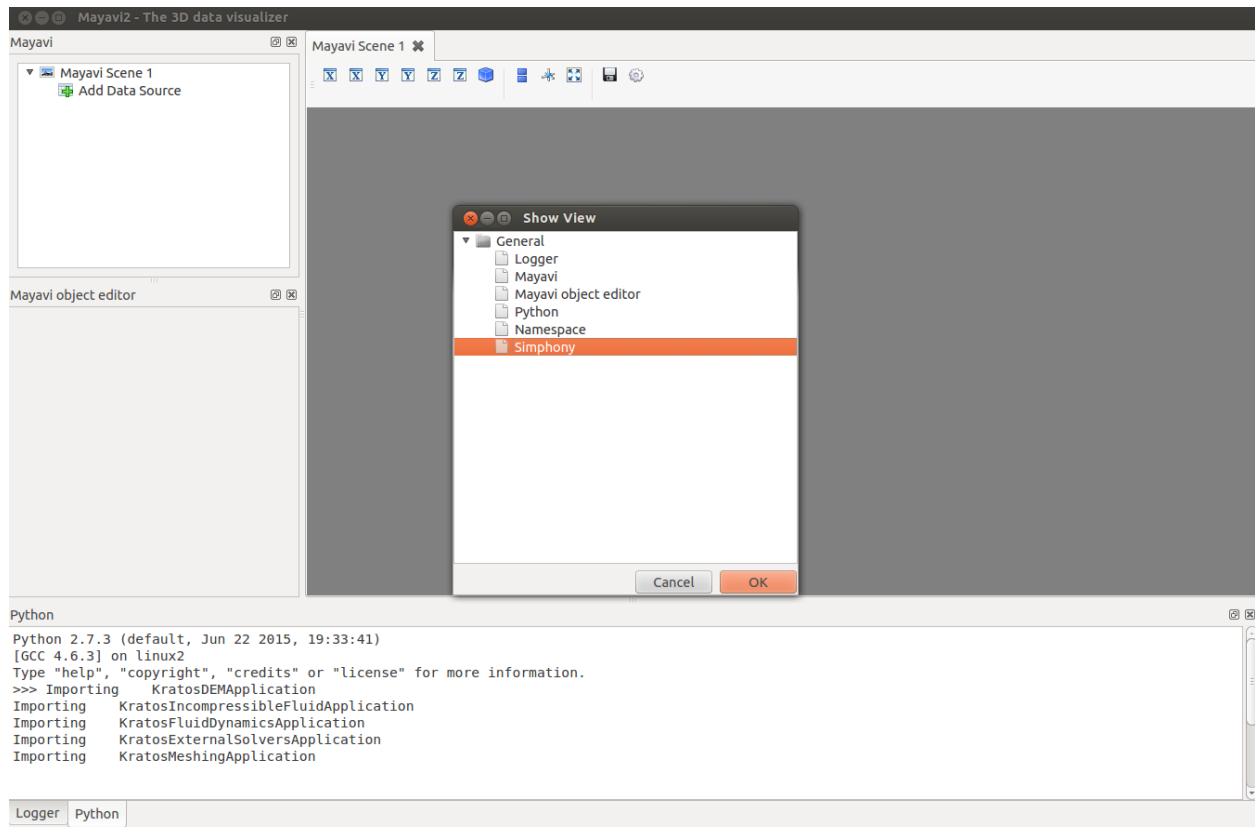 Mayavi2 - The 3D data visualizer
Mayavi
Mayavi Scene 1
Add Data Source
Mayavi Scene 1
X X Y Y Z Z
Show View
General
Logger
Mayavi
Mayavi object editor
Python
Namespace
Simphony
Cancel OK
Mayavi object editor
Python
Python 2.7.3 (default, Jun 22 2015, 19:33:41)
[GCC 4.6.3] on linux2
Type "help", "copyright", "credits" or "license" for more information.
>>> Importing    KratosDEMApplication
Importing    KratosIncompressibleFluidApplication
Importing    KratosFluidDynamicsApplication
Importing    KratosExternalSolversApplication
Importing    KratosMeshingApplication
Logger Python